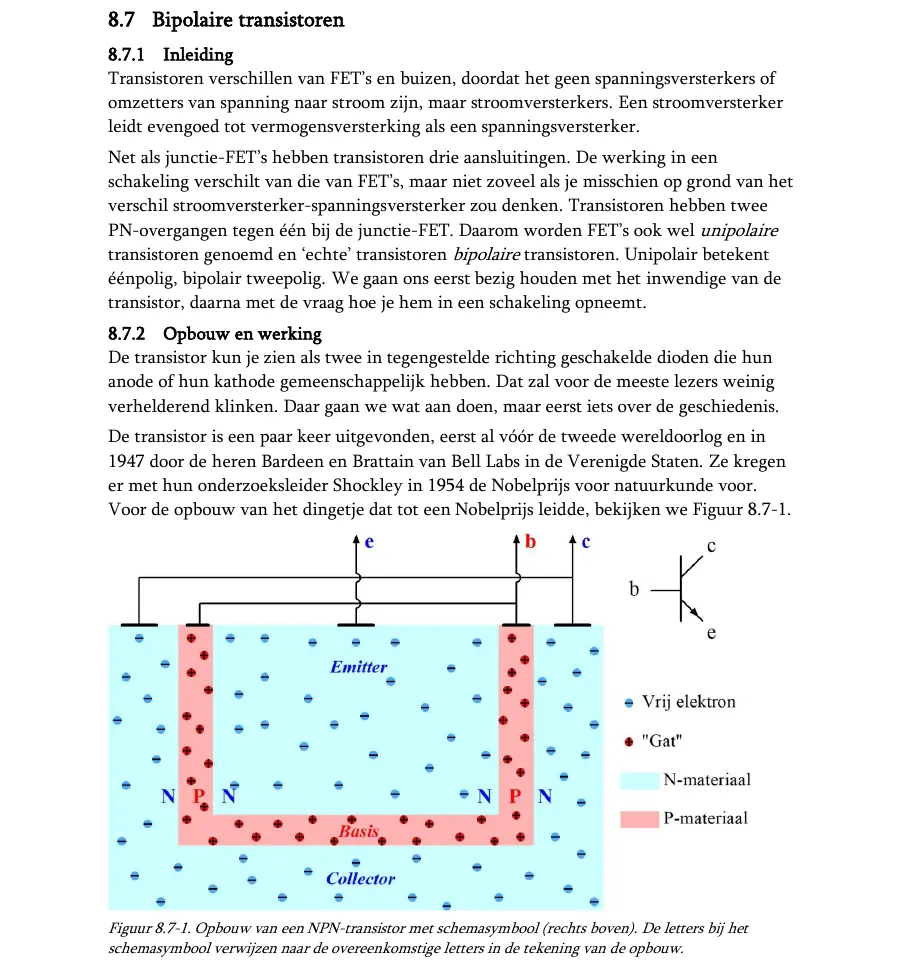 8.7 Bipolaire transistoren
8.7.1 Inleiding
Transistoren verschillen van FET’s en buizen, doordat het geen spanningsversterkers of
omzetters van spanning naar stroom zijn, maar stroomversterkers. Een stroomversterker
leidt evengoed tot vermogensversterking als een spanningsversterker.
Net als junctie-FET’s hebben transistoren drie aansluitingen. De werking in een
schakeling verschilt van die van FET’s, maar niet zoveel als je misschien op grond van het
verschil stroomversterker-spanningsversterker zou denken. Transistoren hebben twee
PN-overgangen tegen één bij de junctie-FET. Daarom worden FET’s ook wel unipolaire
transistoren genoemd en ‘echte’ transistoren bipolaire transistoren. Unipolair betekent
éénpolig, bipolair tweepolig. We gaan ons eerst bezig houden met het inwendige van de
transistor, daarna met de vraag hoe je hem in een schakeling opneemt.
8.7.2 Opbouw en werking
De transistor kun je zien als twee in tegengestelde richting geschakelde dioden die hun
anode of hun kathode gemeenschappelijk hebben. Dat zal voor de meeste lezers weinig
verhelderend klinken. Daar gaan we wat aan doen, maar eerst iets over de geschiedenis.
De transistor is een paar keer uitgevonden, eerst al vóór de tweede wereldoorlog en in
1947 door de heren Bardeen en Brattain van Bell Labs in de Verenigde Staten. Ze kregen
er met hun onderzoeksleider Shockley in 1954 de Nobelprijs voor natuurkunde voor.
Voor de opbouw van het dingetje dat tot een Nobelprijs leidde, bekijken we Figuur 8.7-1.
e b c
c
b
e
Emitter
Vrij elektron
"Gat"
N-materiaal
P-materiaal
N P N N P N
Basis
Collector
Figuur 8.7-1. Opbouw van een NPN-transistor met schemasymbool (rechts boven). De letters bij het
schemasymbool verwijzen naar de overeenkomstige letters in de tekening van de opbouw.